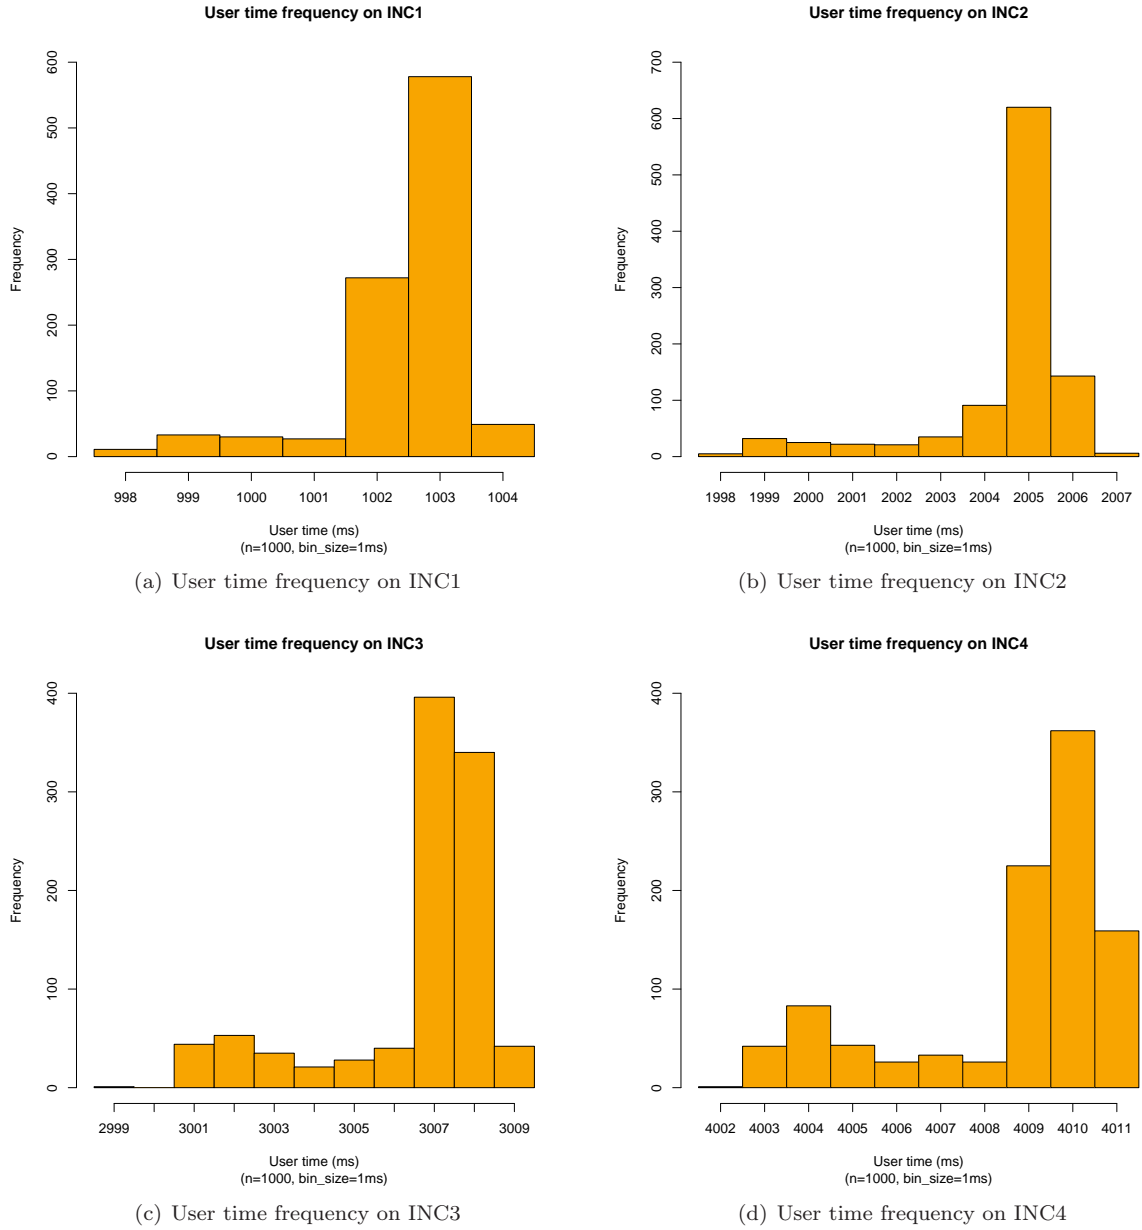 User time frequency on INC1
Frequency
0 100 200 300 400 500 600
998 999 1000 1001 1002 1003 1004
User time (ms)
(n=1000, bin_size=1ms)
(a) User time frequency on INC1
User time frequency on INC2
Frequency
0 100 200 300 400 500 600 700
1998 1999 2000 2001 2002 2003 2004 2005 2006 2007
User time (ms)
(n=1000, bin_size=1ms)
(b) User time frequency on INC2
User time frequency on INC3
Frequency
0 100 200 300 400
2999 3001 3003 3005 3007 3009
User time (ms)
(n=1000, bin_size=1ms)
(c) User time frequency on INC3
User time frequency on INC4
Frequency
0 100 200 300 400
4002 4003 4004 4005 4006 4007 4008 4009 4010 4011
User time (ms)
(n=1000, bin_size=1ms)
(d) User time frequency on INC4